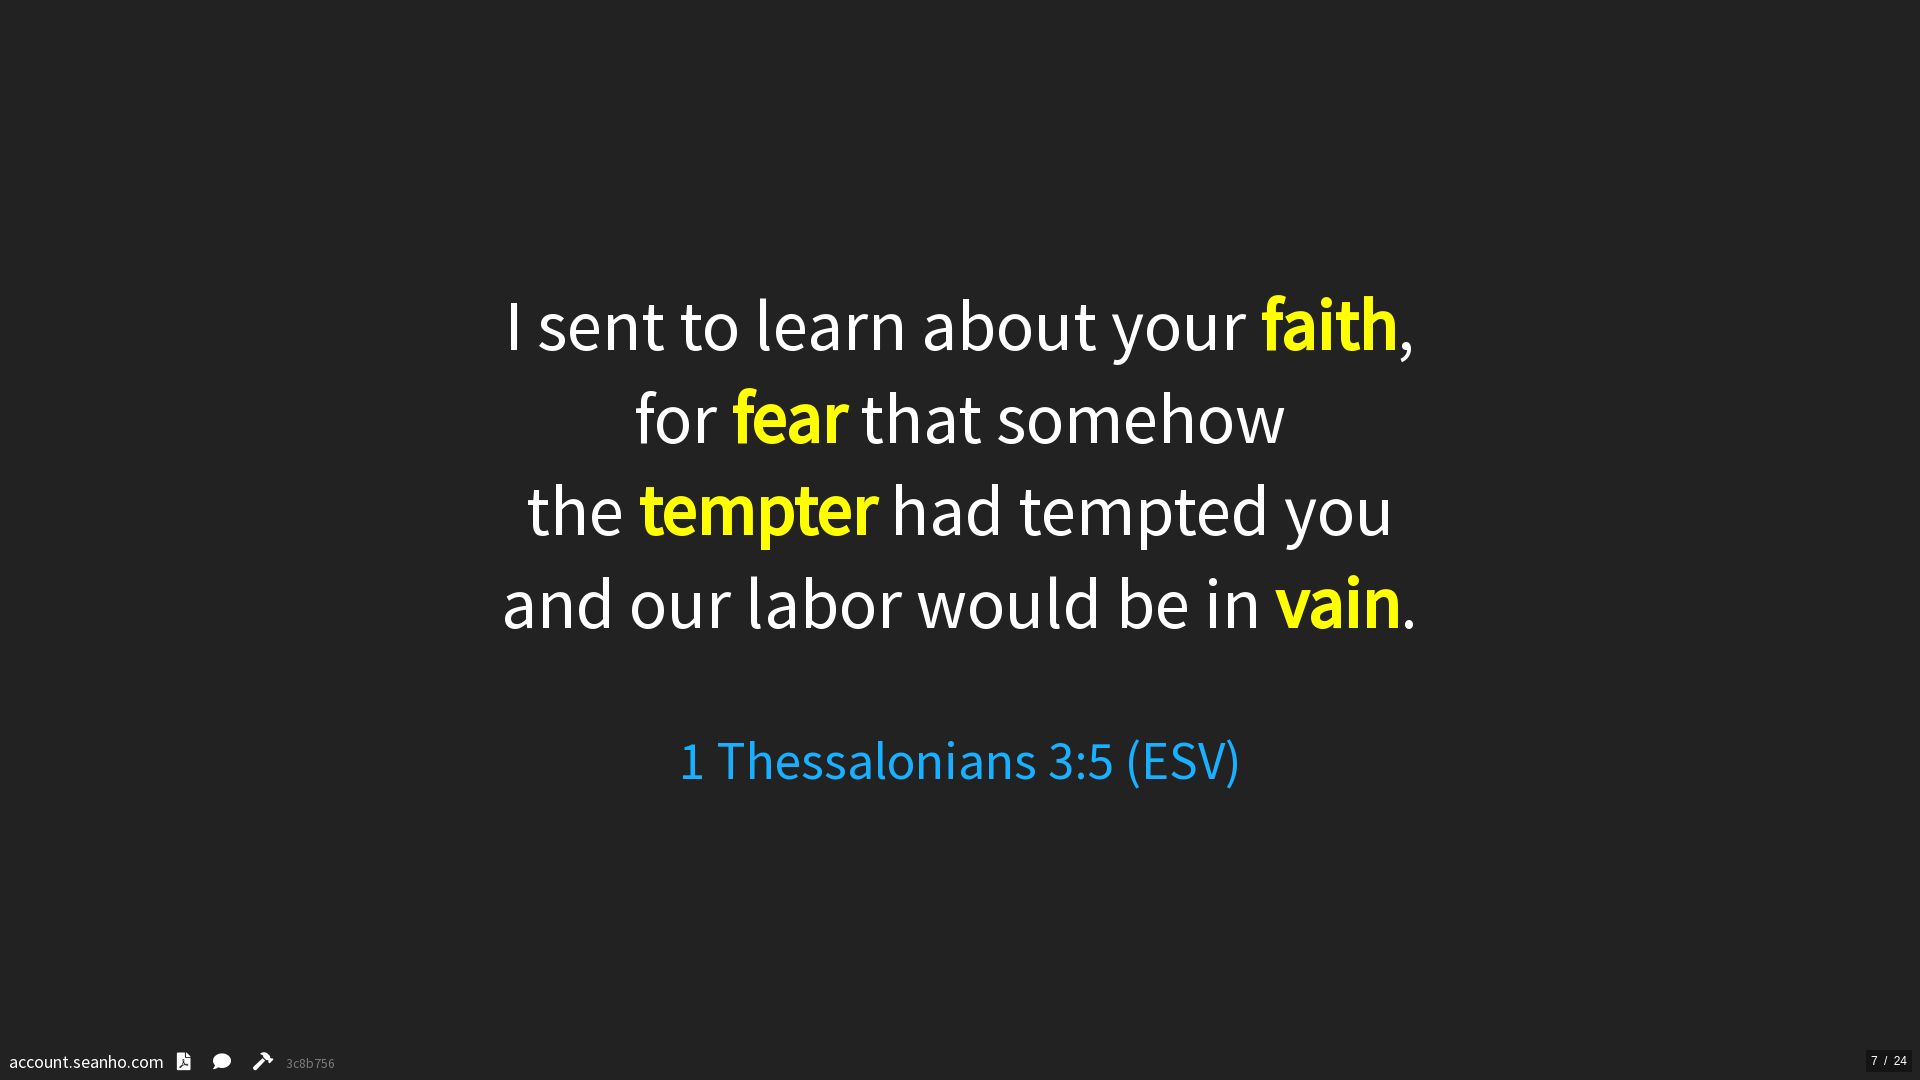 I sent to learn about your faith,
for fear that somehow
the tempter had tempted you
and our labor would be in vain.
1 Thessalonians 3:5 (ESV)
account.seanho.com 3c8b756
7 / 24